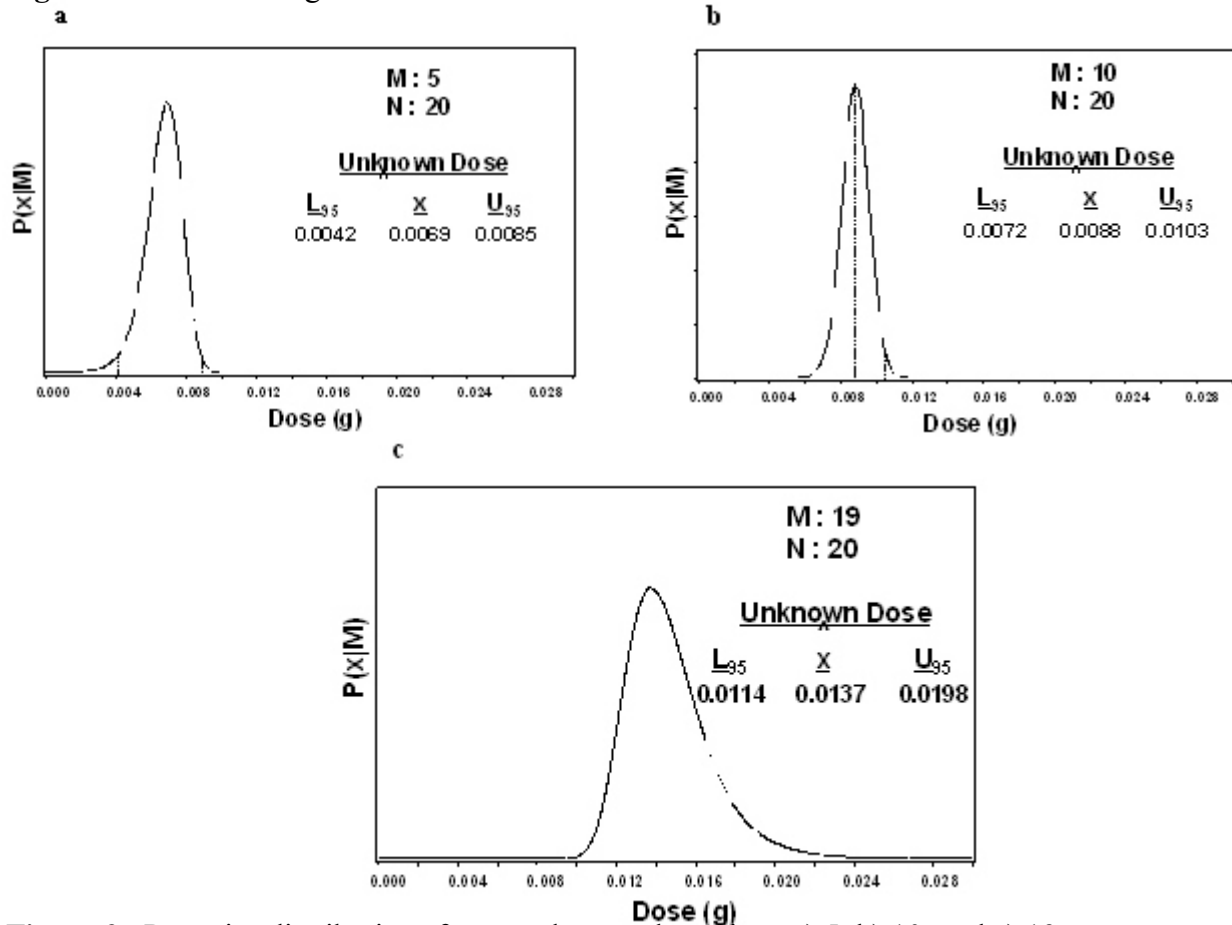 a
M : 5
N : 20
Unknown Dose
L95 x̂ U95
0.0042 0.0069 0.0085
P(x|M)
0.000 0.004 0.008 0.012 0.016 0.020 0.024 0.028
Dose (g)
b
M : 10
N : 20
Unknown Dose
L95 x̂ U95
0.0072 0.0088 0.0103
P(x|M)
0.000 0.004 0.008 0.012 0.016 0.020 0.024 0.028
Dose (g)
c
M : 19
N : 20
Unknown Dose
L95 x̂ U95
0.0114 0.0137 0.0198
P(x|M)
0.000 0.004 0.008 0.012 0.016 0.020 0.024 0.028
Dose (g)